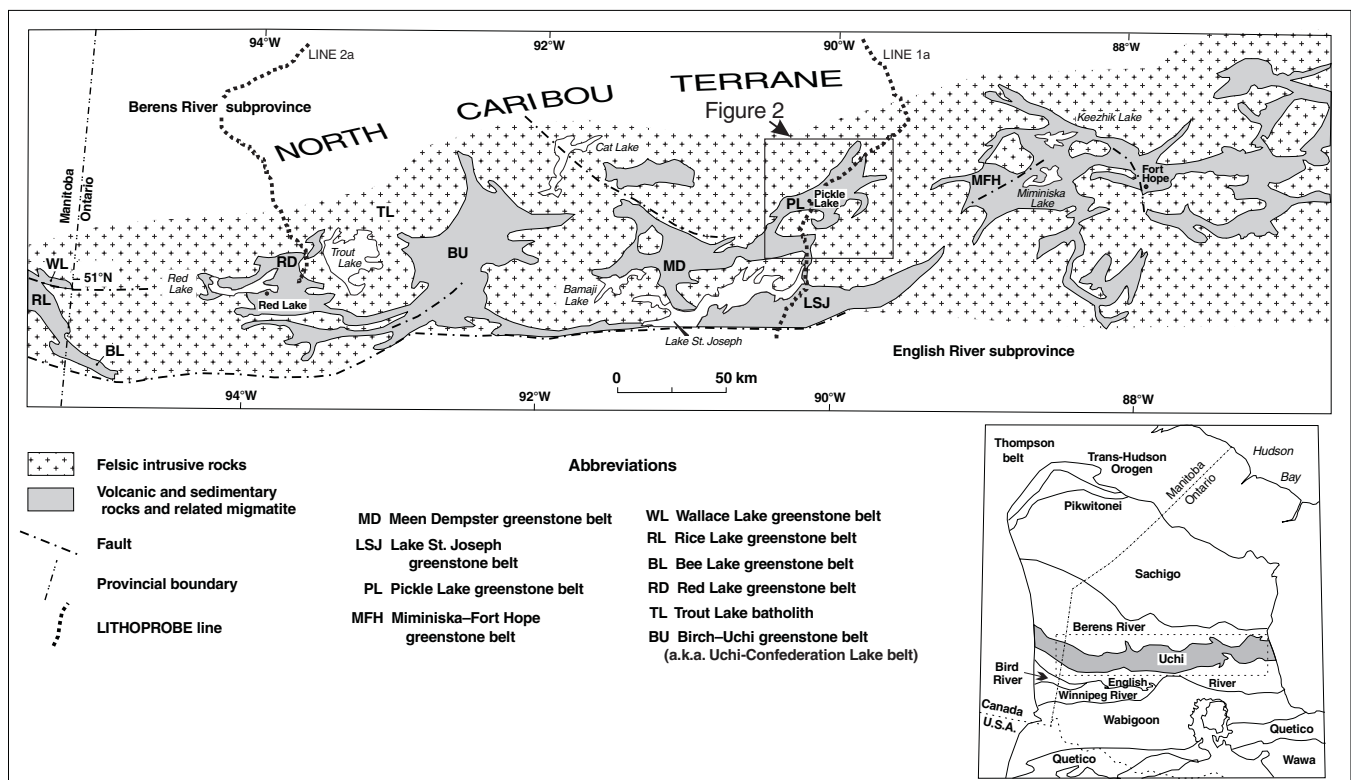 94°W
92°W
90°W
88°W
LINE 2a
LINE 1a
Berens River subprovince
NORTH CARIBOU TERRANE
Figure 2
Keezhik Lake
Cat Lake
Manitoba
Ontario
MFH
Fort
Hope
Miminiska
Lake
PL
Pickle
Lake
TL
Trout
Lake
BU
MD
WL
51°N
RD
Red
Lake
Red Lake
RL
Bamaji
Lake
LSJ
BL
Lake St. Joseph
English River subprovince
0 50 km
94°W
92°W
90°W
88°W
Felsic intrusive rocks
Volcanic and sedimentary
rocks and related migmatite
Fault
Provincial boundary
LITHOPROBE line
Abbreviations
MD Meen Dempster greenstone belt
LSJ Lake St. Joseph
greenstone belt
PL Pickle Lake greenstone belt
MFH Miminiska–Fort Hope
greenstone belt
WL Wallace Lake greenstone belt
RL Rice Lake greenstone belt
BL Bee Lake greenstone belt
RD Red Lake greenstone belt
TL Trout Lake batholith
BU Birch–Uchi greenstone belt
(a.k.a. Uchi-Confederation Lake belt)
Thompson
belt
Trans-Hudson
Orogen
Hudson
Bay
Manitoba
Ontario
Pikwitonei
Sachigo
Berens River
Uchi
Bird
River
English
River
Winnipeg River
Canada
U.S.A.
Wabigoon
Quetico
Quetico
Wawa